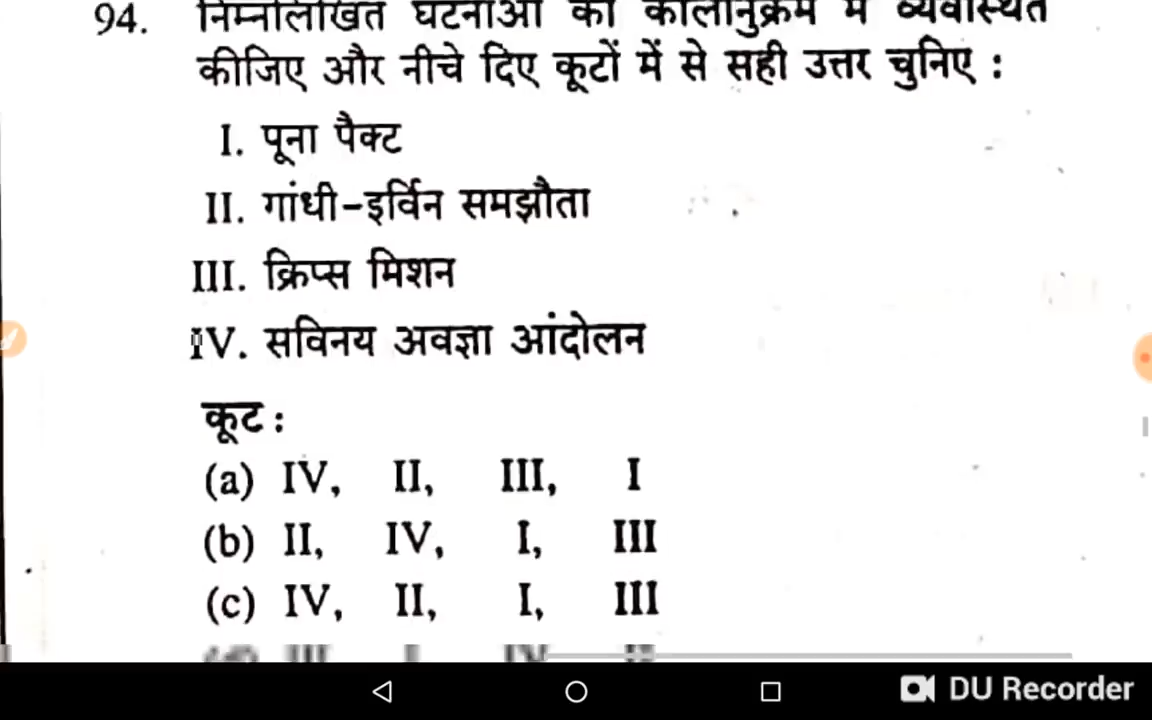 94. निम्नलिखित घटनाओं को कालानुक्रम में व्यवस्थित
कीजिए और नीचे दिए कूटों में से सही उत्तर चुनिए :
I. पूना पैक्ट
II. गांधी-इर्विन समझौता
III. क्रिप्स मिशन
IV. सविनय अवज्ञा आंदोलन
कूट :
(a) IV, II, III, I
(b) II, IV, I, III
(c) IV, II, I, III
DU Recorder